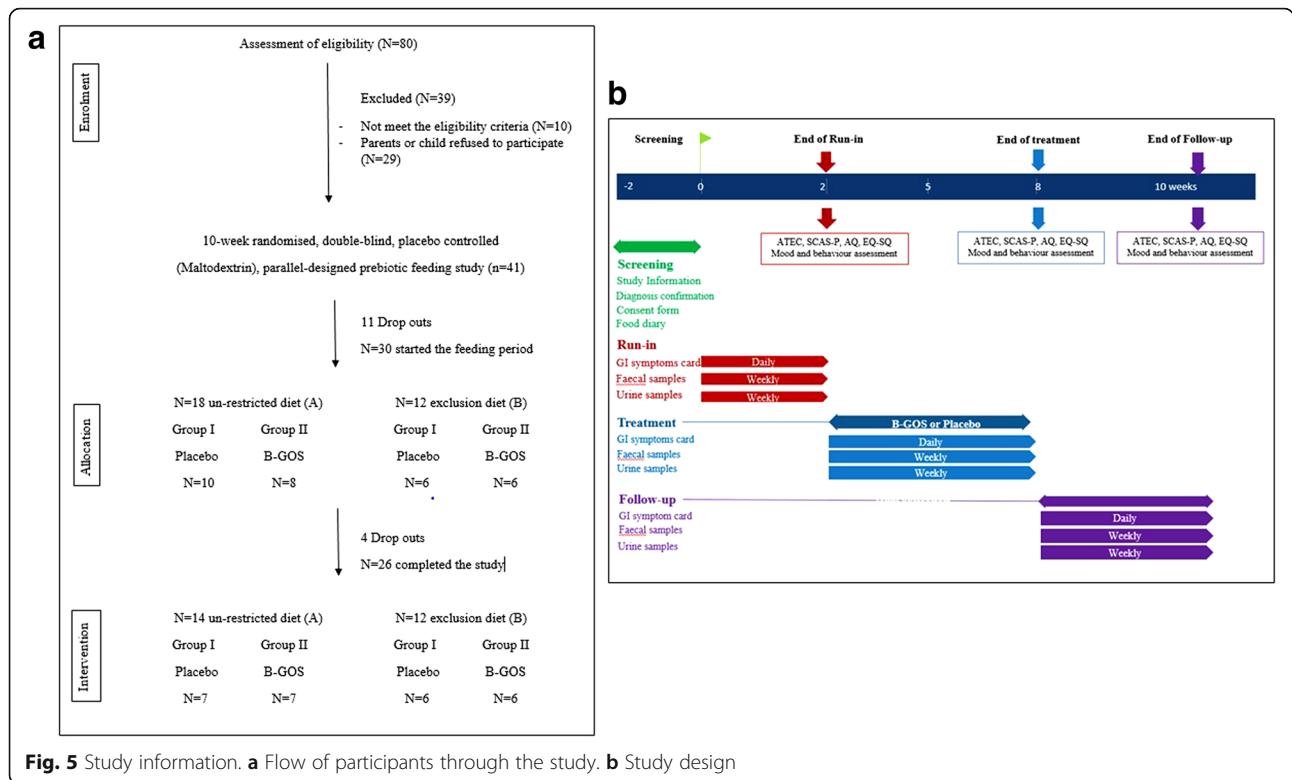 a
Enrolment
Assessment of eligibility (N=80)
Excluded (N=39)
- Not meet the eligibility criteria (N=10)
- Parents or child refused to participate
(N=29)
10-week randomised, double-blind, placebo controlled
(Maltodextrin), parallel-designed prebiotic feeding study (n=41)
11 Drop outs
N=30 started the feeding period
Allocation
N=18 un-restricted diet (A) N=12 exclusion diet (B)
Group I Group II Group I Group II
Placebo B-GOS Placebo B-GOS
N=10 N=8 N=6 N=6
4 Drop outs
N=26 completed the study
Intervention
N=14 un-restricted diet (A) N=12 exclusion diet (B)
Group I Group II Group I Group II
Placebo B-GOS Placebo B-GOS
N=7 N=7 N=6 N=6
b
Screening End of Run-in End of treatment End of Follow-up
-2 0 2 5 8 10 weeks
ATEC, SCAS-P, AQ, EQ-SQ
Mood and behaviour assessment
ATEC, SCAS-P, AQ, EQ-SQ
Mood and behaviour assessment
ATEC, SCAS-P, AQ, EQ-SQ
Mood and behaviour assessment
Screening
Study Information
Diagnosis confirmation
Consent form
Food diary
Run-in
GI symptoms card Daily
Faecal samples Weekly
Urine samples Weekly
Treatment B-GOS or Placebo
GI symptoms card Daily
Faecal samples Weekly
Urine samples Weekly
Follow-up
GI symptom card Daily
Faecal samples Weekly
Urine samples Weekly
Fig. 5 Study information. a Flow of participants through the study. b Study design